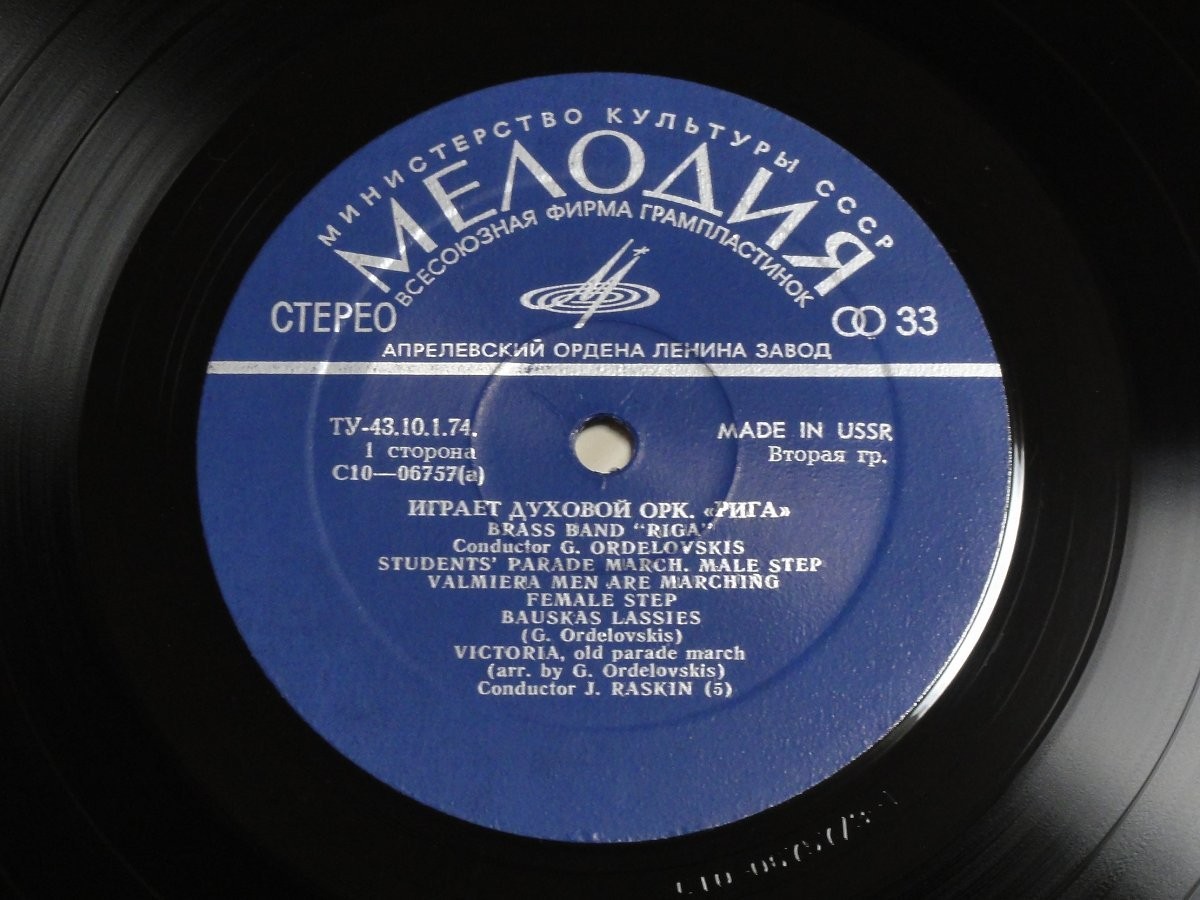 МИНИСТЕРСТВО КУЛЬТУРЫ СССР
МЕЛОДИЯ
ВСЕСОЮЗНАЯ ФИРМА ГРАМПЛАСТИНОК
СТЕРЕО
33
АПРЕЛЕВСКИЙ ОРДЕНА ЛЕНИНА ЗАВОД
ТУ-43.10.1.74.
MADE IN USSR
1 сторона
Вторая гр.
С10—06757(а)
ИГРАЕТ ДУХОВОЙ ОРК. «РИГА»
BRASS BAND “RIGA”
Conductor G. ORDELOVSKIS
STUDENTS’ PARADE MARCH. MALE STEP
VALMIERA MEN ARE MARCHING
FEMALE STEP
BAUSKAS LASSIES
(G. Ordelovskis)
VICTORIA, old parade march
(arr. by G. Ordelovskis)
Conductor J. RASKIN (5)